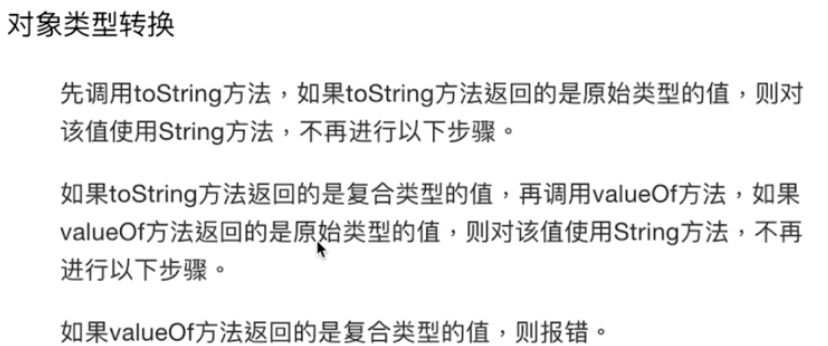 对象类型转换
先调用toString方法，如果toString方法返回的是原始类型的值，则对
该值使用String方法，不再进行以下步骤。
如果toString方法返回的是复合类型的值，再调用valueOf方法，如果
valueOf方法返回的是原始类型的值，则对该值使用String方法，不再
进行以下步骤。
如果valueOf方法返回的是复合类型的值，则报错。